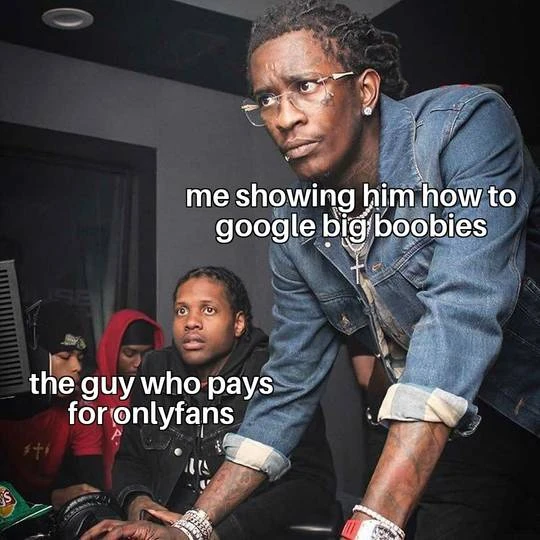 me showing him how to
google big boobies
the guy who pays
for onlyfans